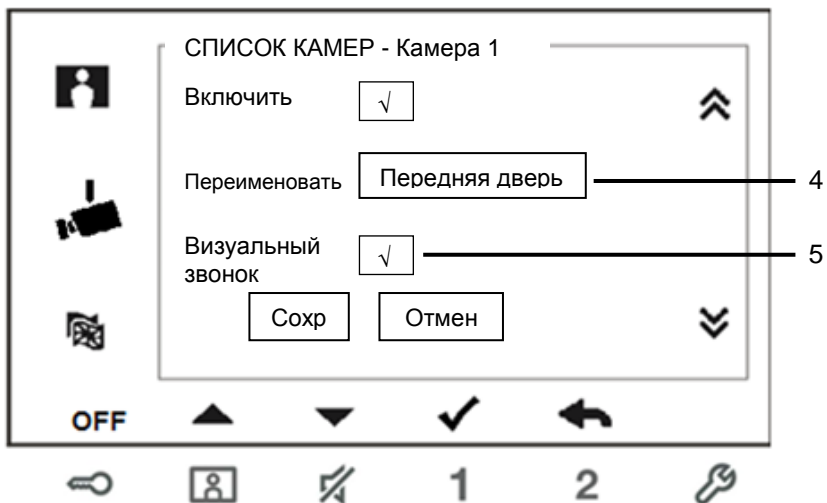 СПИСОК КАМЕР - Камера 1
Включить √
Переименовать Передняя дверь 4
Визуальный звонок √ 5
Сохр Отмен
OFF
1 2